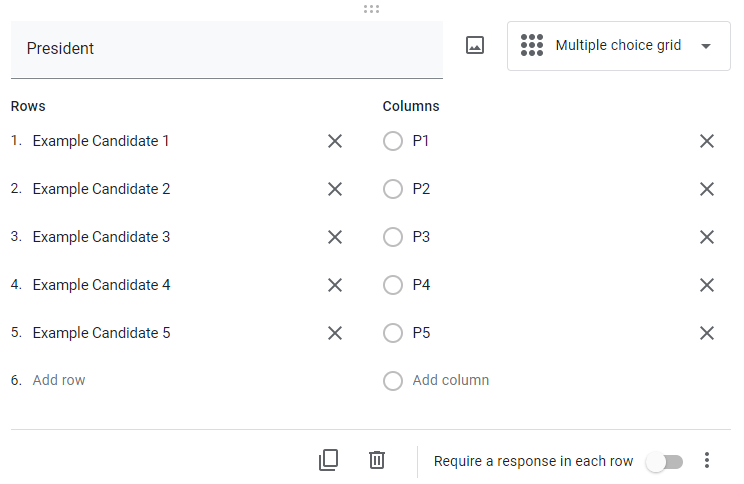 President
Multiple choice grid
Rows
Columns
1. Example Candidate 1
P1
2. Example Candidate 2
P2
3. Example Candidate 3
P3
4. Example Candidate 4
P4
5. Example Candidate 5
P5
6. Add row
Add column
Require a response in each row